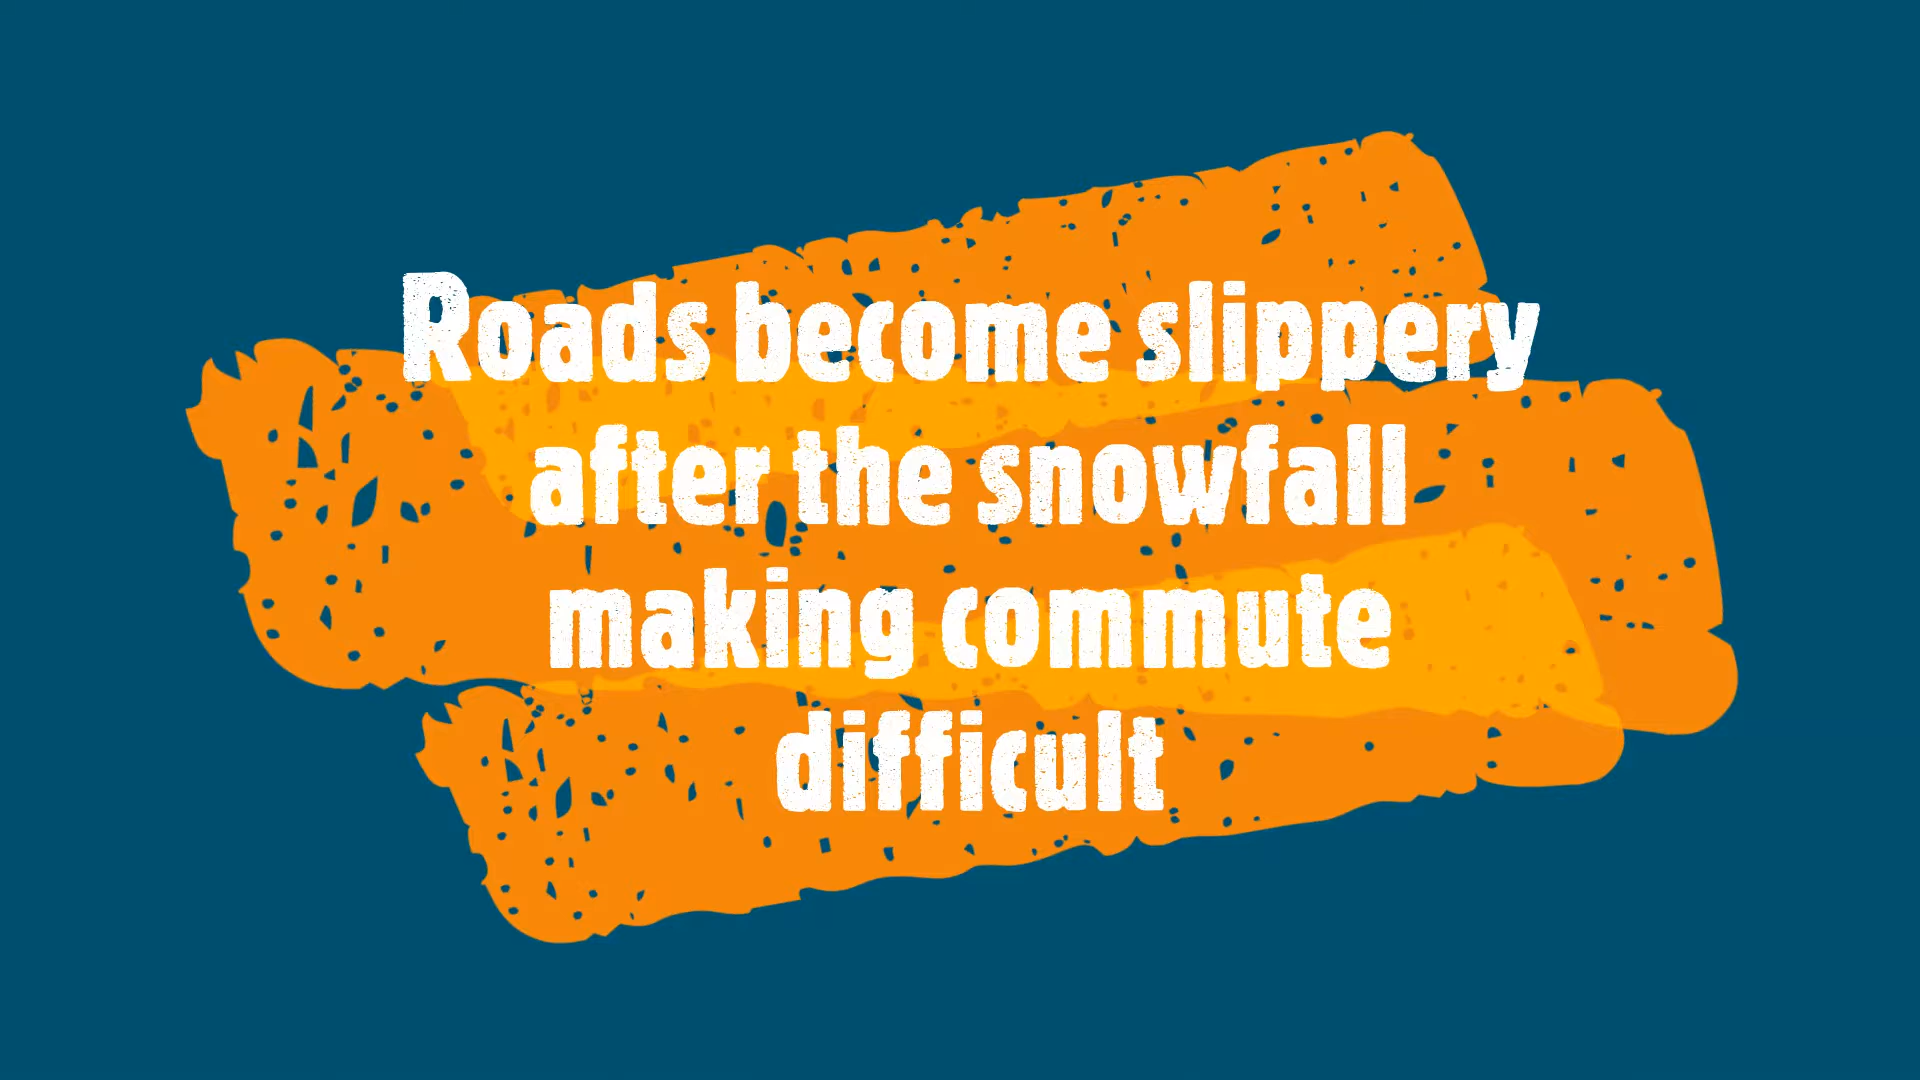 Roads become slippery
after the snowfall
making commute
difficult